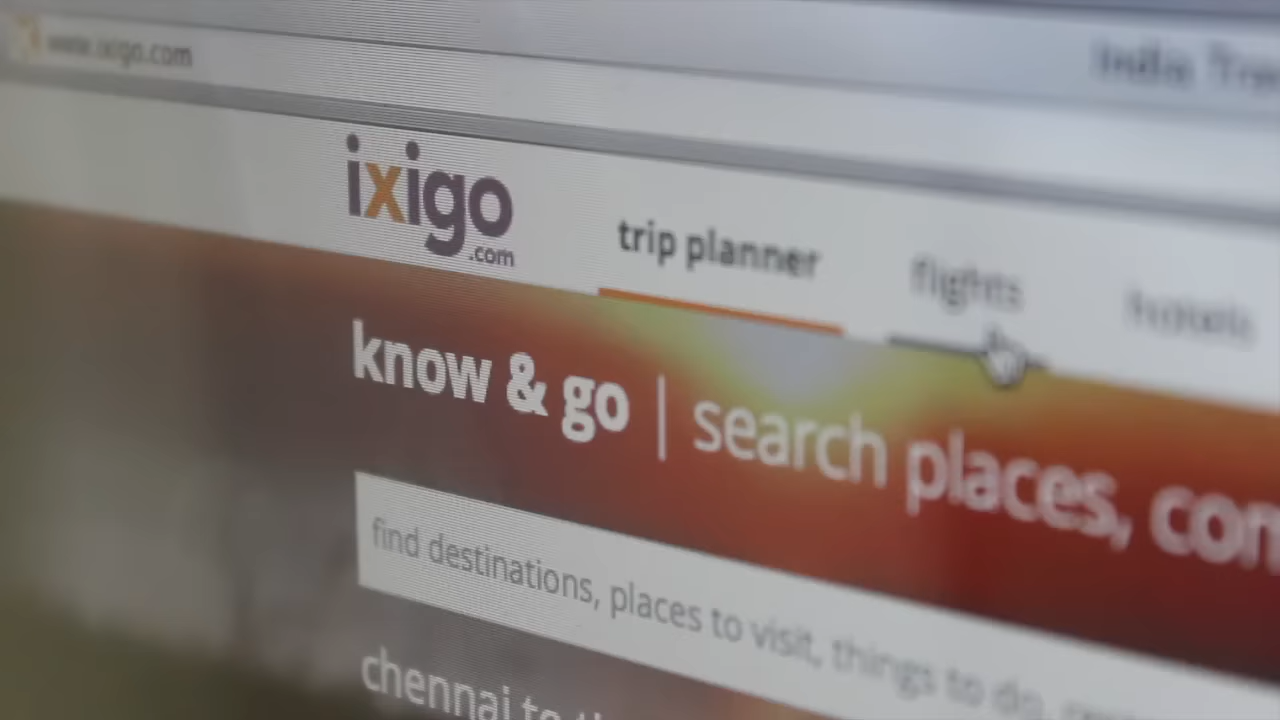 www.ixigo.com
India
ixigo
.com
trip planner
flights
hotels
know & go | search places,
find destinations, places to visit, things to do,
chennai to